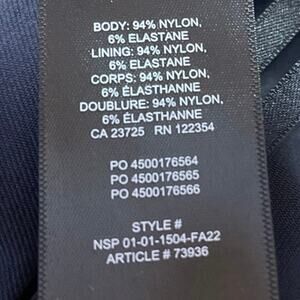 BODY: 94% NYLON,
6% ELASTANE
LINING: 94% NYLON,
6% ELASTANE
CORPS: 94% NYLON,
6% ÉLASTHANNE
DOUBLURE: 94% NYLON,
6% ÉLASTHANNE
CA 23725 RN 122354
PO 4500176564
PO 4500176565
PO 4500176566
STYLE #
NSP 01-01-1504-FA22
ARTICLE # 73936